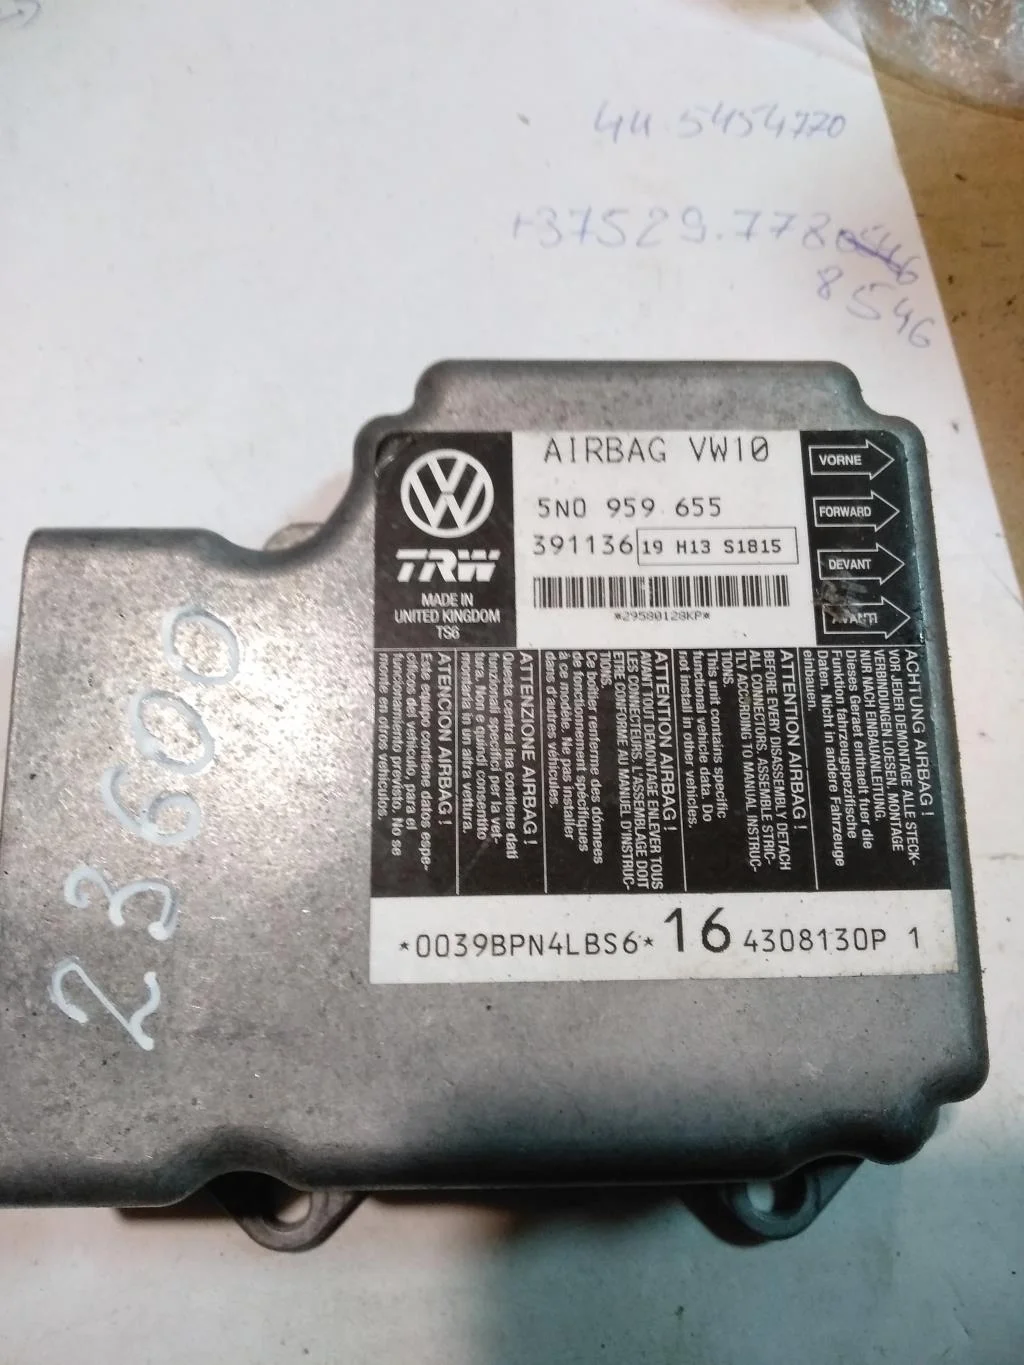 411 5454770
+37529.778
8546
AIRBAG VW10
5N0 959 655
391136 19 H13 S1815
*29580128KP*
TRW
MADE IN
UNITED KINGDOM
TS6
VORNE
FORWARD
DEVANT
AVANTI
ACHTUNG AIRBAG !
VOR JEDER DEMONTAGE ALLE STECK-
VERBINDUNGEN LOESEN. MONTAGE
NUR NACH EINBAUANLEITUNG.
Dieses Geraet enthaelt fuer die
Funktion fahrzeugspezifische
Daten. Nicht in andere Fahrzeuge
einbauen.
ATTENTION AIRBAG !
BEFORE EVERY DISASSEMBLY DETACH
ALL CONNECTORS. ASSEMBLE STRIC-
TLY ACCORDING TO MANUAL INSTRUC-
TIONS.
This unit contains specific
functional vehicle data. Do
not install in other vehicles.
ATTENTION AIRBAG !
AVANT TOUT DEMONTAGE ENLEVER TOUS
LES CONNECTEURS. L'ASSEMBLAGE DOIT
ETRE CONFORME AU MANUEL D'INSTRUC-
TIONS.
Ce boîtier renferme des données
de fonctionnement spécifiques
à ce modèle. Ne pas installer
dans d'autres véhicules.
ATTENZIONE AIRBAG !
Questa centralina contione dati
funzionali specifici per la vet-
tura. Non e quindi consentito
montarla in un altra vettura.
ATENCION AIRBAG !
Este equipo contiene datos espe-
cificos del vehiculo, para el
funcionamiento previsto. No se
monte en otros vehiculos.
*0039BPN4LBS6* 16 4308130P 1
23600